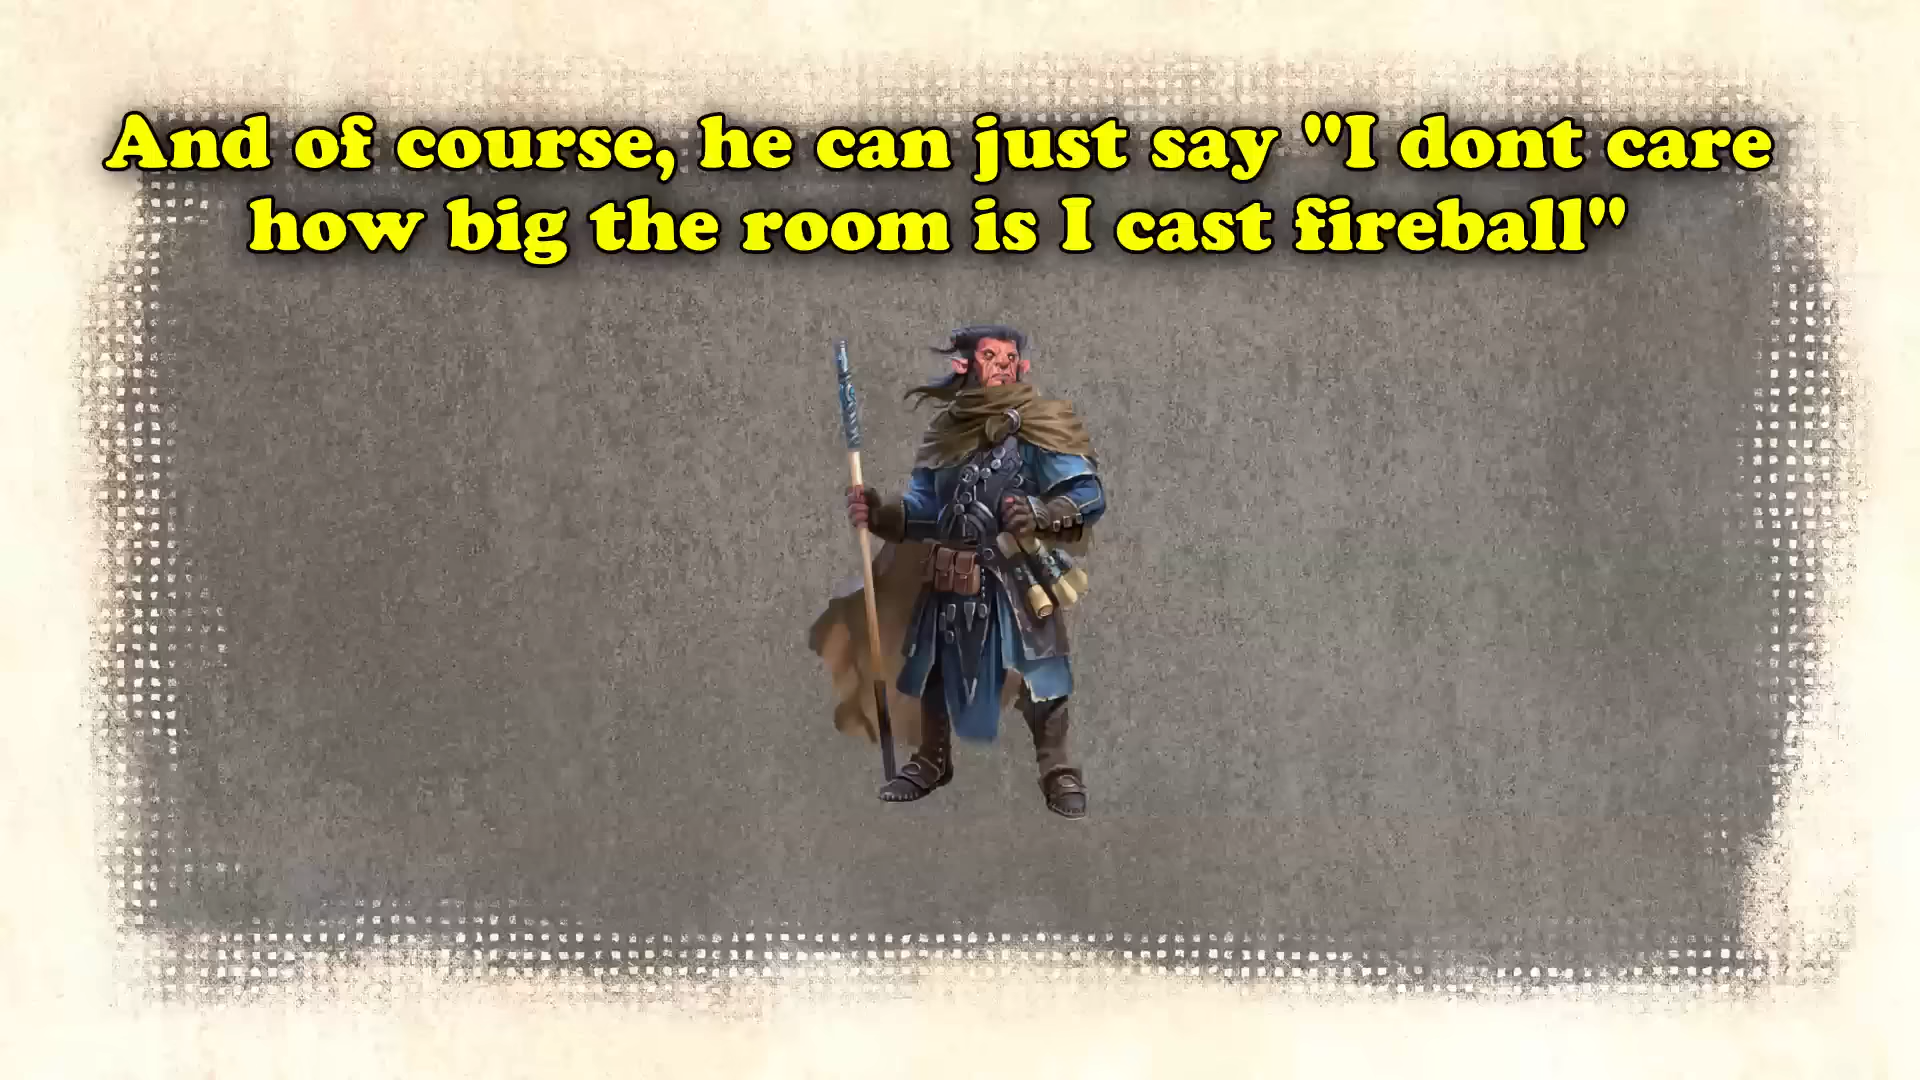 And of course, he can just say "I dont care
how big the room is I cast fireball"